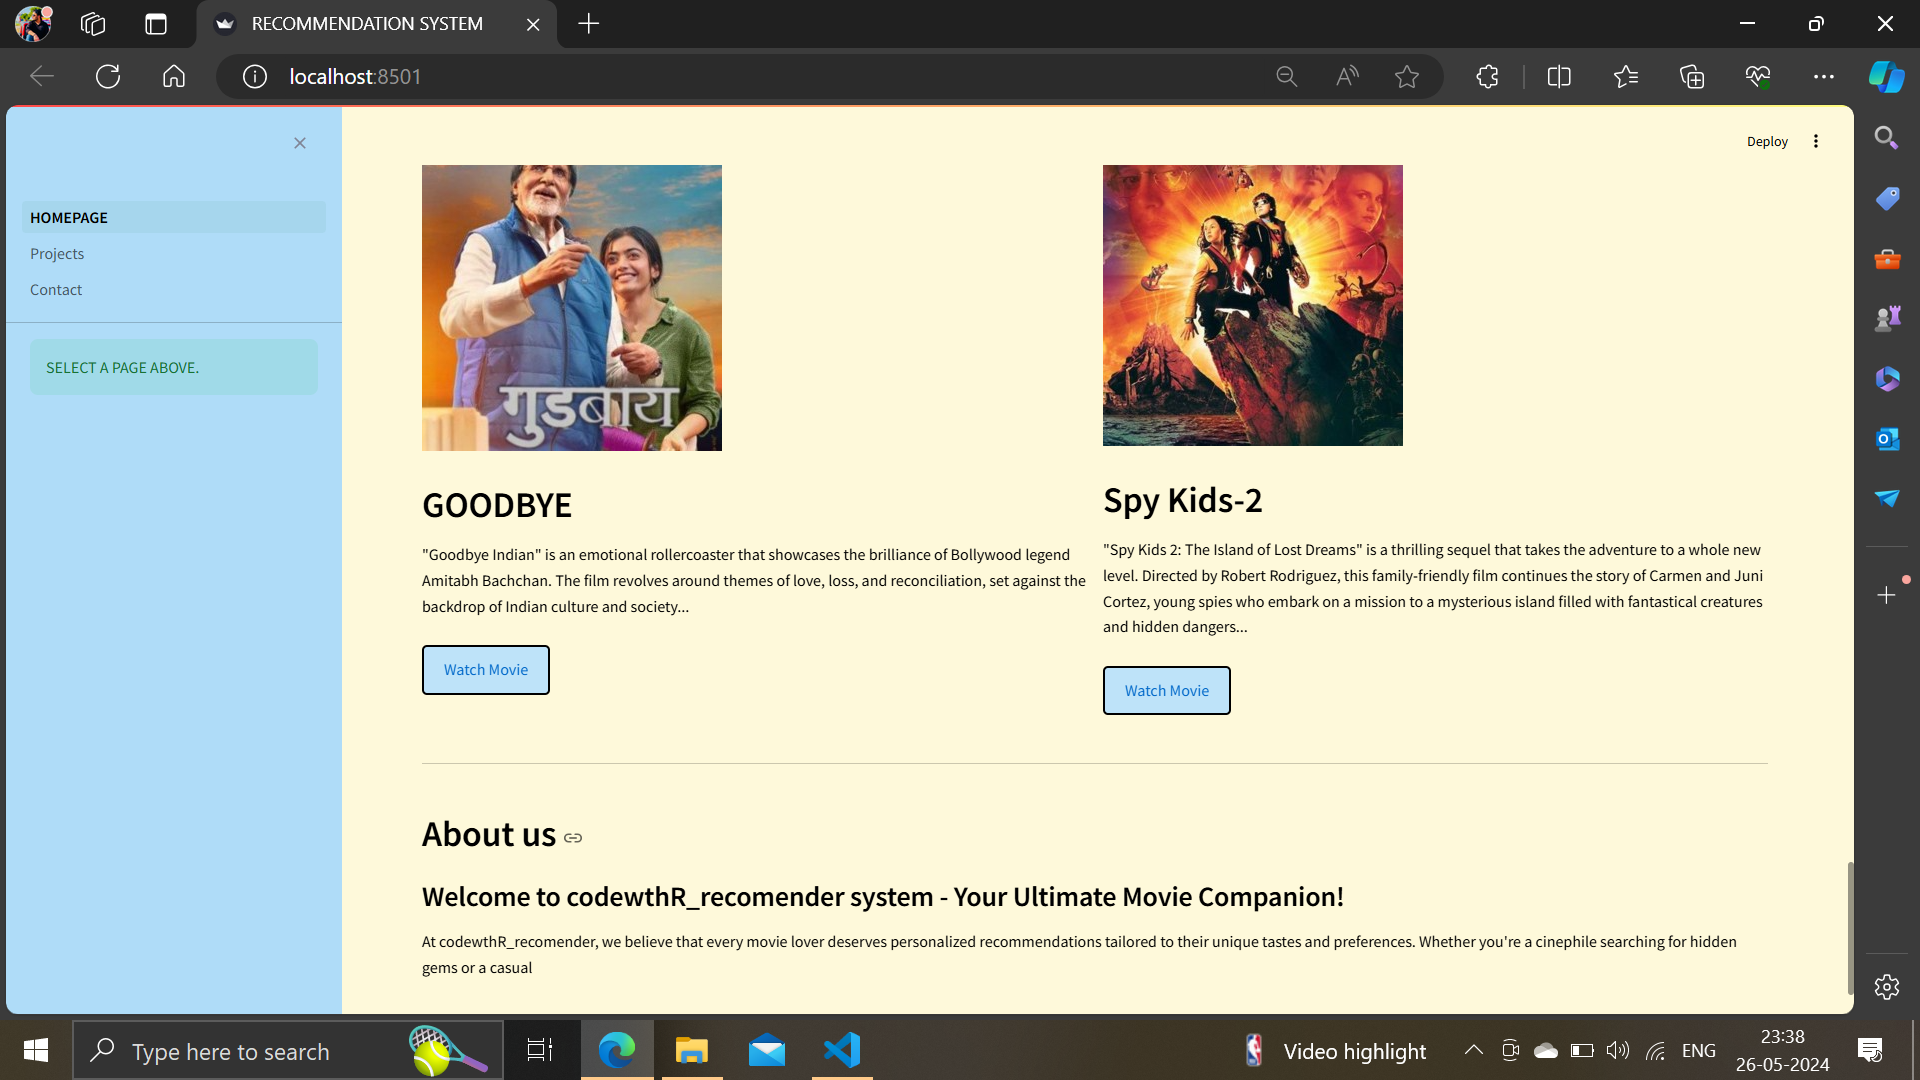 RECOMMENDATION SYSTEM
localhost:8501
Deploy
HOMEPAGE
Projects
Contact
SELECT A PAGE ABOVE.
गुडबाय
GOODBYE
"Goodbye Indian" is an emotional rollercoaster that showcases the brilliance of Bollywood legend
Amitabh Bachchan. The film revolves around themes of love, loss, and reconciliation, set against the
backdrop of Indian culture and society...
Watch Movie
Spy Kids-2
"Spy Kids 2: The Island of Lost Dreams" is a thrilling sequel that takes the adventure to a whole new
level. Directed by Robert Rodriguez, this family-friendly film continues the story of Carmen and Juni
Cortez, young spies who embark on a mission to a mysterious island filled with fantastical creatures
and hidden dangers...
Watch Movie
About us
Welcome to codewthR_recomender system - Your Ultimate Movie Companion!
At codewthR_recomender, we believe that every movie lover deserves personalized recommendations tailored to their unique tastes and preferences. Whether you're a cinephile searching for hidden
gems or a casual
Type here to search
Video highlight
ENG
23:38
26-05-2024